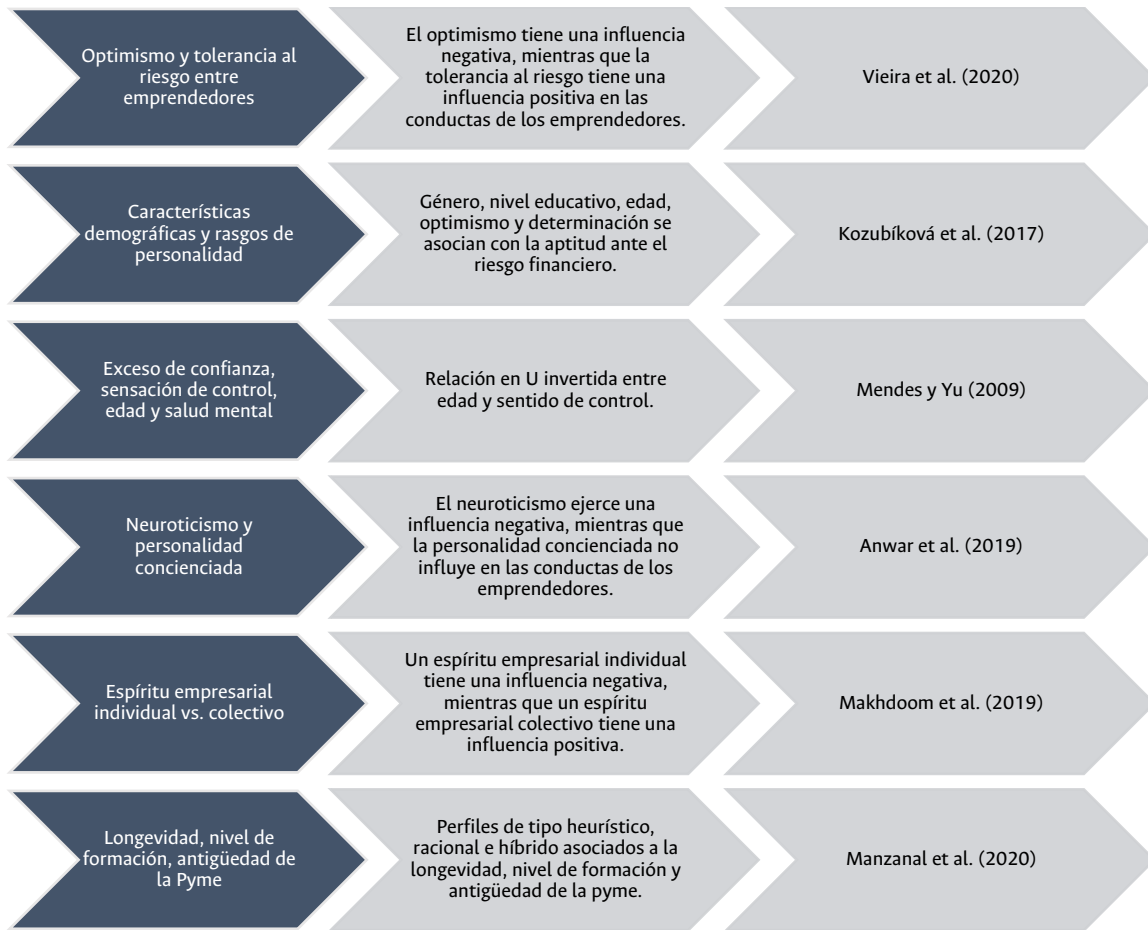 Optimismo y tolerancia al
riesgo entre
emprendedores
El optimismo tiene una influencia
negativa, mientras que la
tolerancia al riesgo tiene una
influencia positiva en las
conductas de los emprendedores.
Vieira et al. (2020)
Características
demográficas y rasgos de
personalidad
Género, nivel educativo, edad,
optimismo y determinación se
asocian con la aptitud ante el
riesgo financiero.
Kozubíková et al. (2017)
Exceso de confianza,
sensación de control,
edad y salud mental
Relación en U invertida entre
edad y sentido de control.
Mendes y Yu (2009)
Neuroticismo y
personalidad
concienciada
El neuroticismo ejerce una
influencia negativa, mientras que
la personalidad concienciada no
influye en las conductas de los
emprendedores.
Anwar et al. (2019)
Espíritu empresarial
individual vs. colectivo
Un espíritu empresarial individual
tiene una influencia negativa,
mientras que un espíritu
empresarial colectivo tiene una
influencia positiva.
Makhdoom et al. (2019)
Longevidad, nivel de
formación, antigüedad de
la Pyme
Perfiles de tipo heurístico,
racional e híbrido asociados a la
longevidad, nivel de formación y
antigüedad de la pyme.
Manzanal et al. (2020)